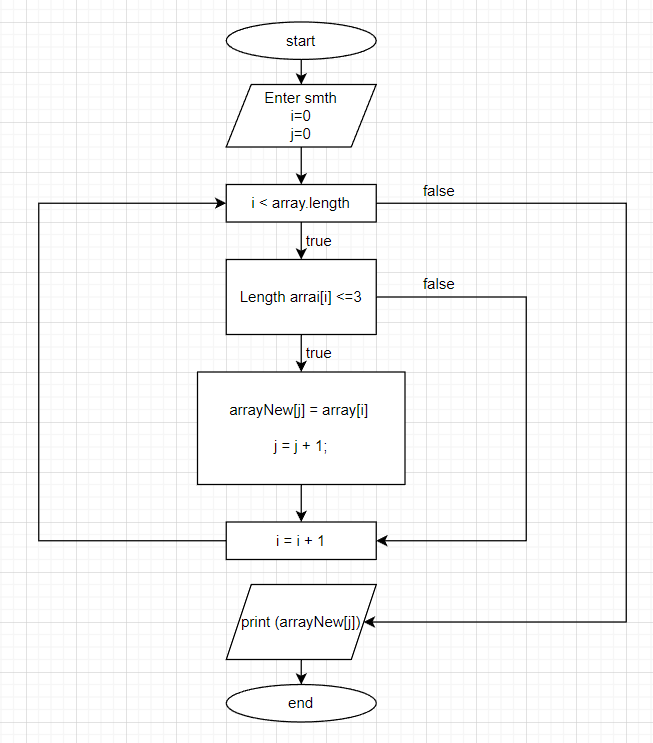 start
Enter smth
i=0
j=0
i < array.length
false
true
Length arrai[i] <=3
false
true
arrayNew[j] = array[i]
j = j + 1;
i = i + 1
print (arrayNew[j])
end